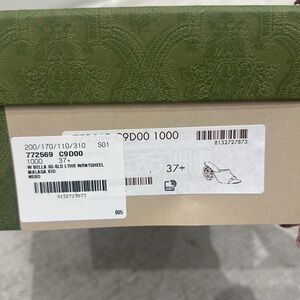 C9D00 1000
8132727873
37+
200/170/110/310 S01
772569 C9D00
1000 37+
W BELLA 65 SLD LTHR WRNTGHEEL
MALAGA KID
NERO
8132727873
605